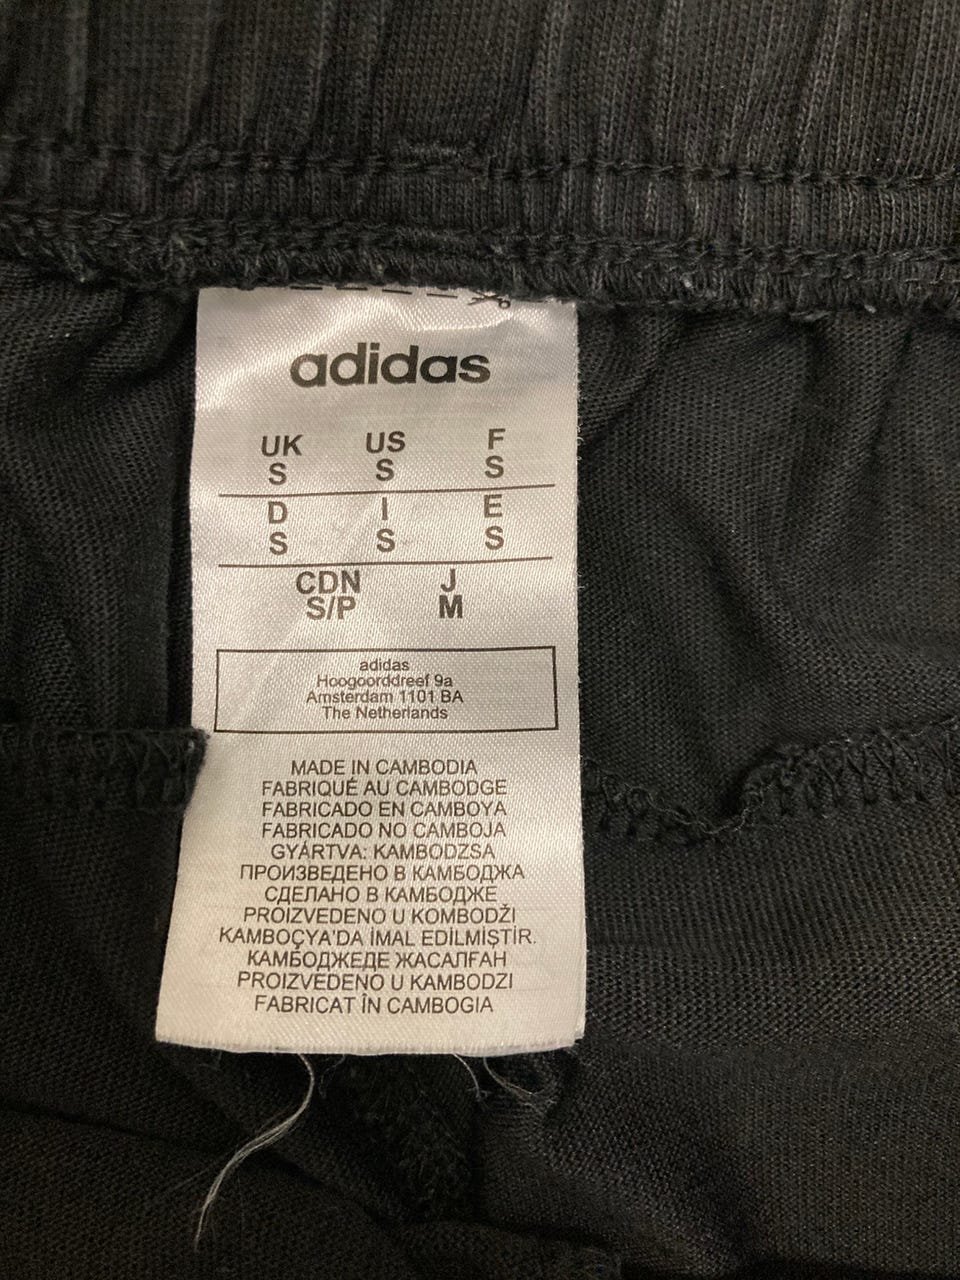 adidas
UK US F
S S S
D I E
S S S
CDN J
S/P M
adidas
Hoogoorddreef 9a
Amsterdam 1101 BA
The Netherlands
MADE IN CAMBODIA
FABRIQUÉ AU CAMBODGE
FABRICADO EN CAMBOYA
FABRICADO NO CAMBOJA
GYÁRTVA: KAMBODZSA
ПРОИЗВЕДЕНО В КАМБОДЖА
СДЕЛАНО В КАМБОДЖЕ
PROIZVEDENO U KOMBODŽI
KAMBOÇYA'DA İMAL EDİLMİŞTİR.
КАМБОДЖЕДЕ ЖАСАЛҒАН
PROIZVEDENO U KAMBODZI
FABRICAT ÎN CAMBOGIA